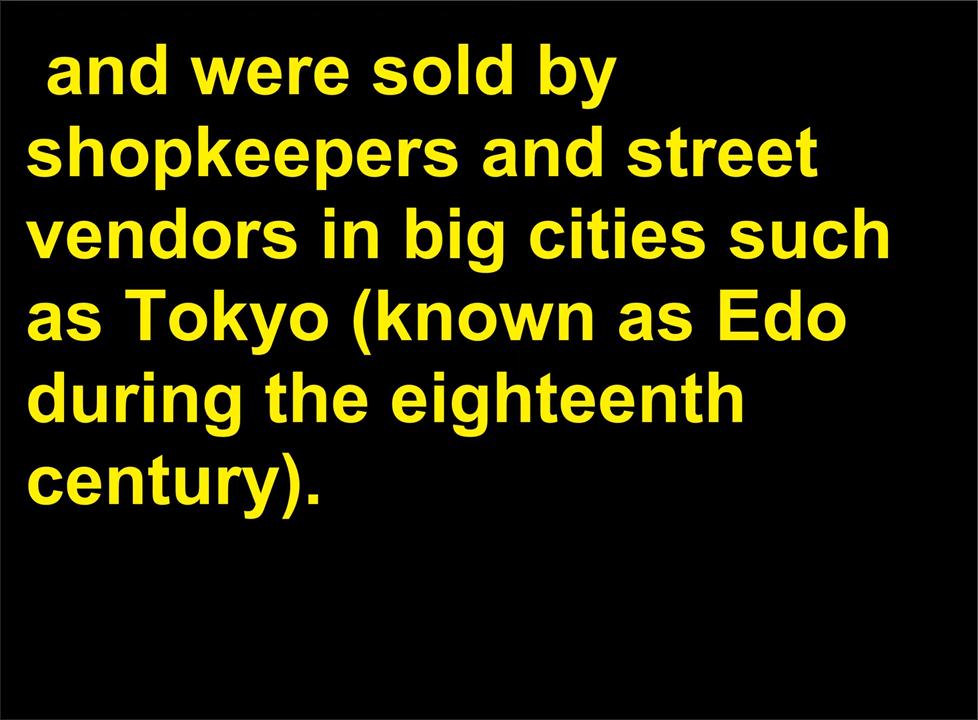 and were sold by
shopkeepers and street
vendors in big cities such
as Tokyo (known as Edo
during the eighteenth
century).